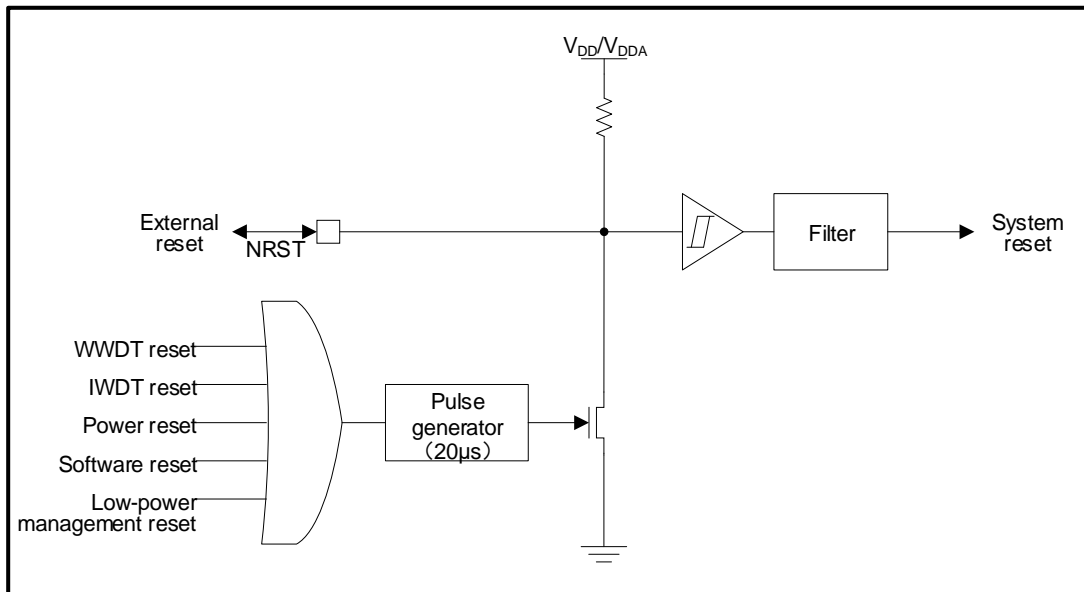 VDD/VDDA
External
reset
NRST
Filter
System
reset
WWDT reset
IWDT reset
Power reset
Software reset
Low-power
management reset
Pulse
generator
（20μs）